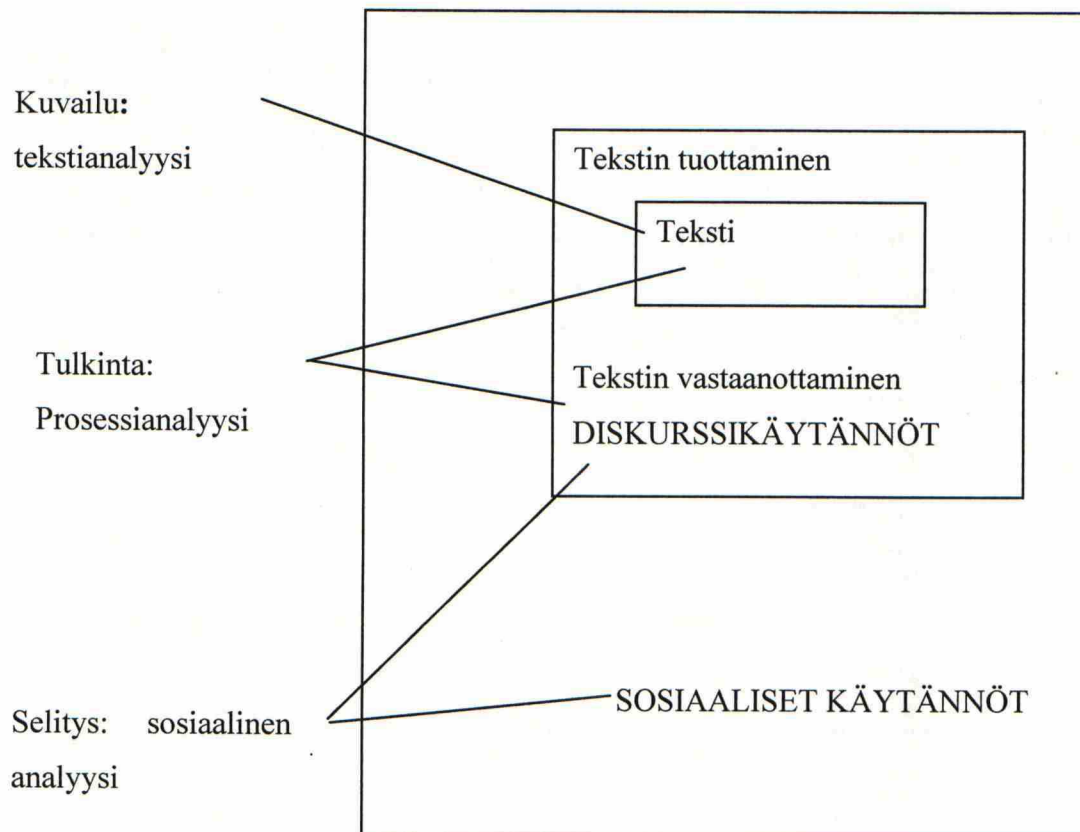 Kuvailu:
tekstianalyysi
Tekstin tuottaminen
Teksti
Tulkinta:
Prosessianalyysi
Tekstin vastaanottaminen
DISKURSSIKÄYTÄNNÖT
Selitys: sosiaalinen
analyysi
SOSIAALISET KÄYTÄNNÖT